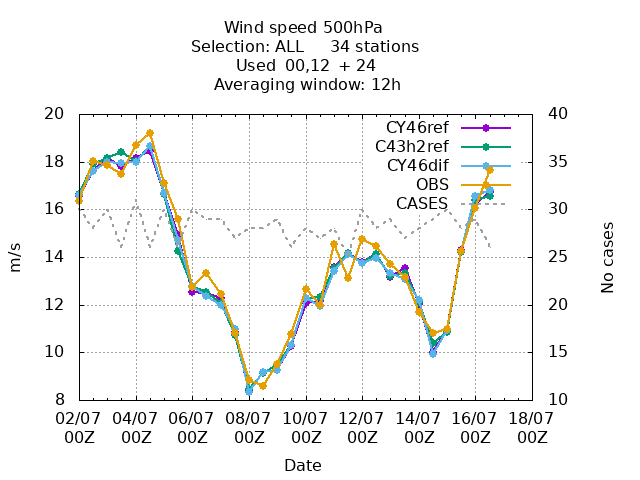 Wind speed 500hPa
Selection: ALL     34 stations
Used  00,12  + 24
Averaging window: 12h
20
18
16
14
12
10
8
m/s
40
35
30
25
20
15
10
No cases
CY46ref
C43h2ref
CY46dif
OBS
CASES
02/07 04/07 06/07 08/07 10/07 12/07 14/07 16/07 18/07
00Z 00Z 00Z 00Z 00Z 00Z 00Z 00Z 00Z
Date